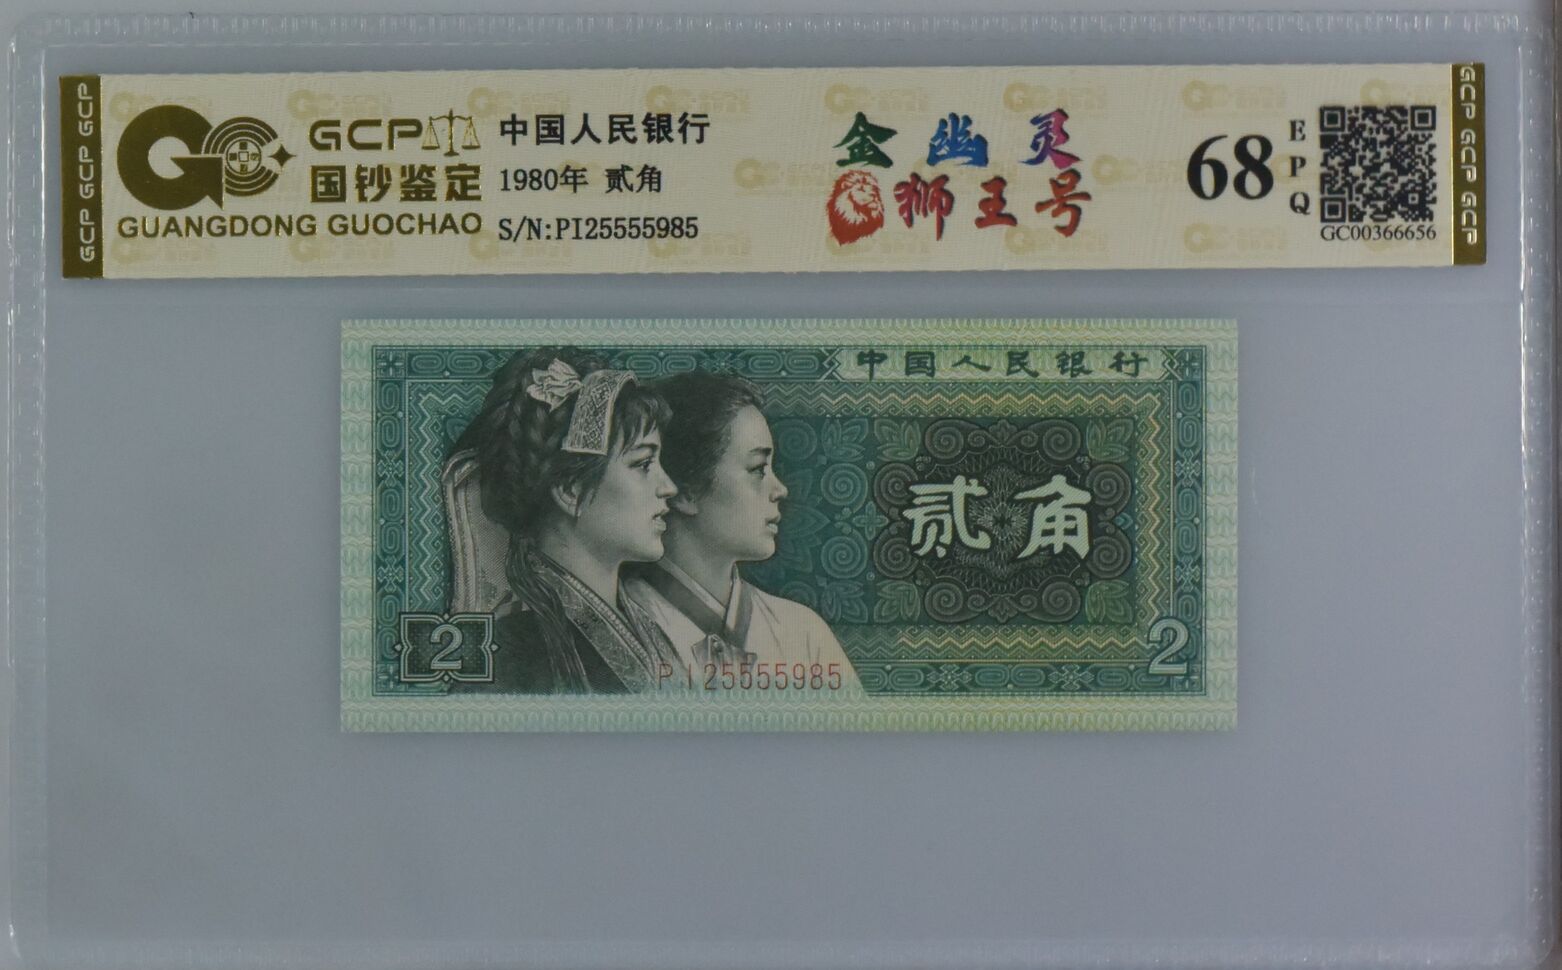 GCP GCP GCP
GCP
国钞鉴定
GUANGDONG GUOCHAO
中国人民银行
1980年 贰角
S/N:PI25555985
金幽灵
狮王号
68
EPQ
GC00366656
GCP GCP GCP
中国人民银行
贰角
2
2
PI25555985